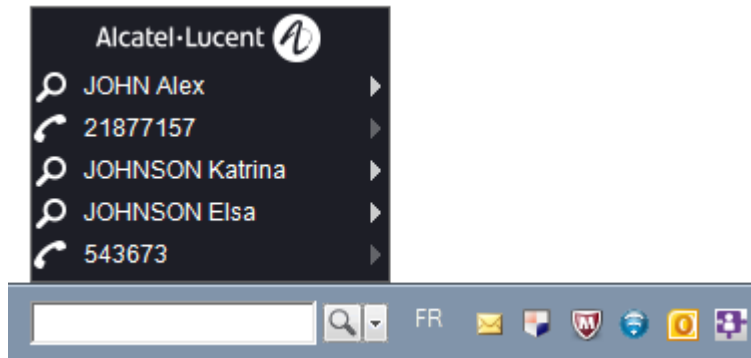 Alcatel·Lucent
JOHN Alex
21877157
JOHNSON Katrina
JOHNSON Elsa
543673
FR